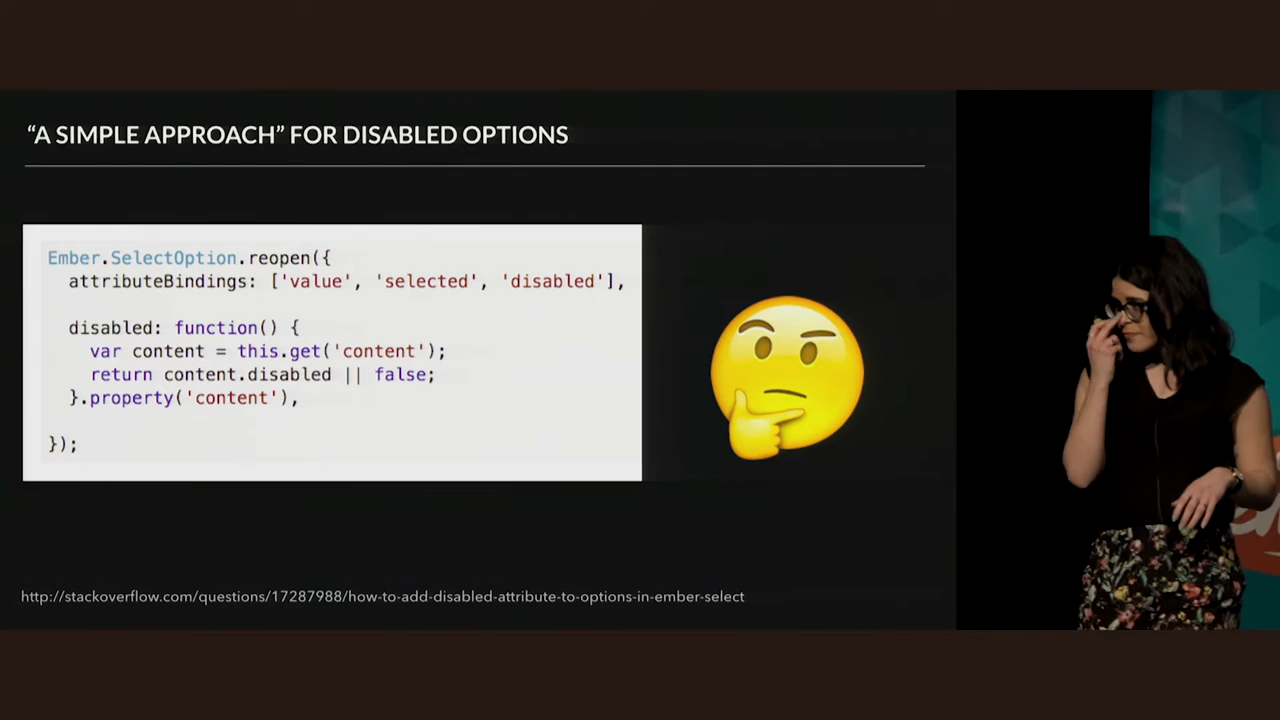 “A SIMPLE APPROACH” FOR DISABLED OPTIONS
Ember.SelectOption.reopen({
  attributeBindings: ['value', 'selected', 'disabled'],
  disabled: function() {
    var content = this.get('content');
    return content.disabled || false;
  }.property('content'),
});
http://stackoverflow.com/questions/17287988/how-to-add-disabled-attribute-to-options-in-ember-select